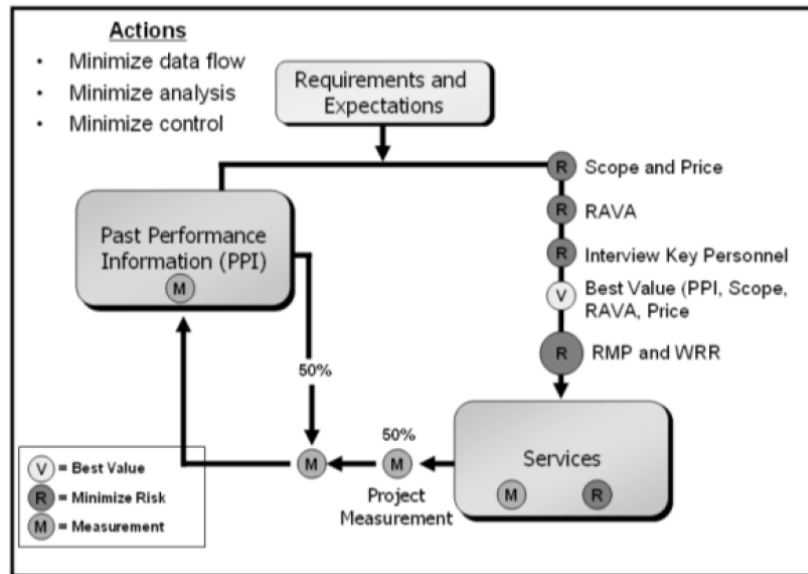 Actions
• Minimize data flow
• Minimize analysis
• Minimize control
Requirements and
Expectations
R Scope and Price
R RAVA
R Interview Key Personnel
V Best Value (PPI, Scope,
RAVA, Price
R RMP and WRR
Past Performance
Information (PPI)
M
50%
50%
M
M
Project
Measurement
Services
M R
V = Best Value
R = Minimize Risk
M = Measurement